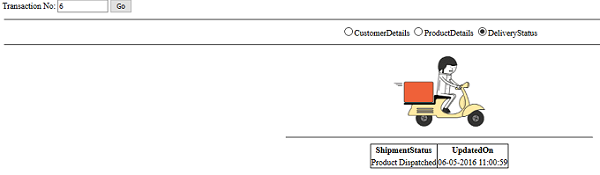 Transaction No: 6 Go
CustomerDetails ProductDetails DeliveryStatus
ShipmentStatus UpdatedOn
Product Dispatched 06-05-2016 11:00:59